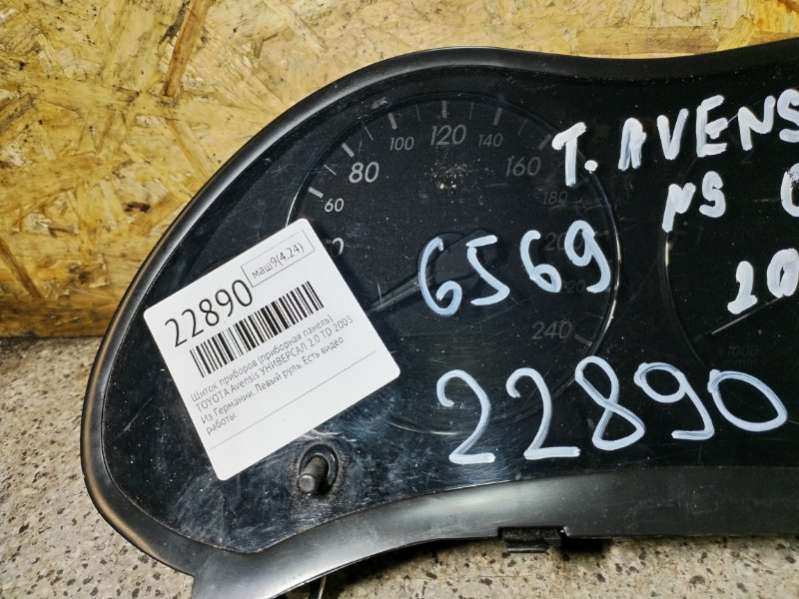 120
100
140
80
160
60
180
240
T. AVENS
NS
6569
20
22890
22890
маш9(4.24)
Щиток приборов (приборная панель)
TOYOTA Avensis УНИВЕРСАЛ 2.0 TD 2003
Из Германии. Левый руль. Есть видео
работы.